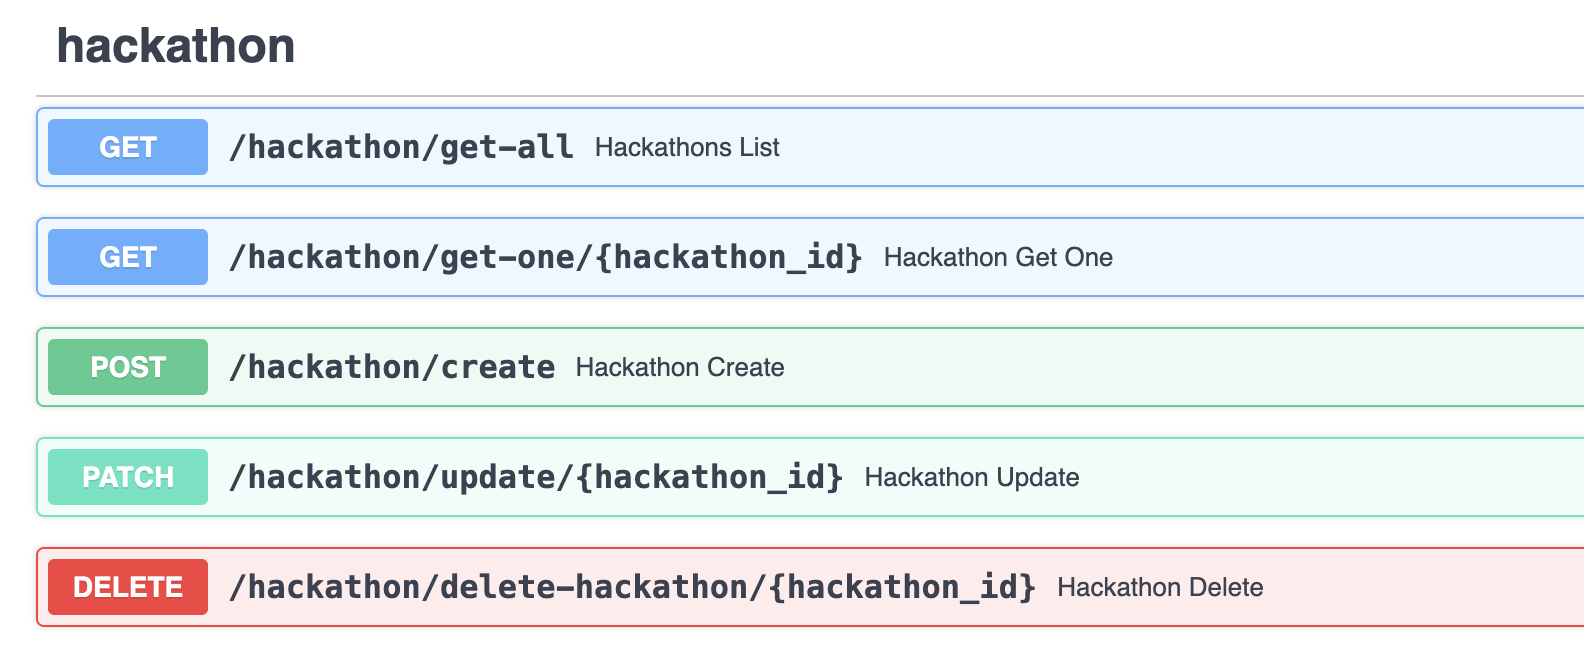 hackathon
GET /hackathon/get-all Hackathons List
GET /hackathon/get-one/{hackathon_id} Hackathon Get One
POST /hackathon/create Hackathon Create
PATCH /hackathon/update/{hackathon_id} Hackathon Update
DELETE /hackathon/delete-hackathon/{hackathon_id} Hackathon Delete